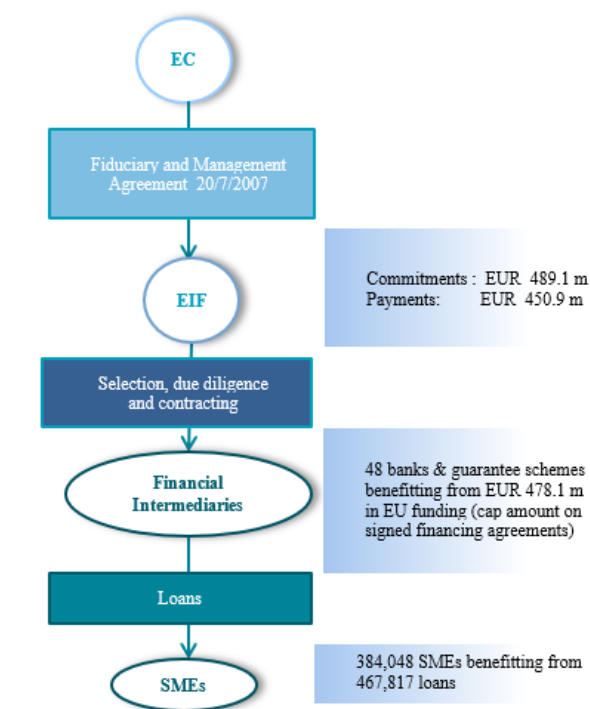 EC
Fiduciary and Management
Agreement 20/7/2007
Commitments : EUR 489.1 m
Payments: EUR 450.9 m
EIF
Selection, due diligence
and contracting
48 banks & guarantee schemes
benefitting from EUR 478.1 m
in EU funding (cap amount on
signed financing agreements)
Financial
Intermediaries
Loans
384,048 SMEs benefitting from
467,817 loans
SMEs